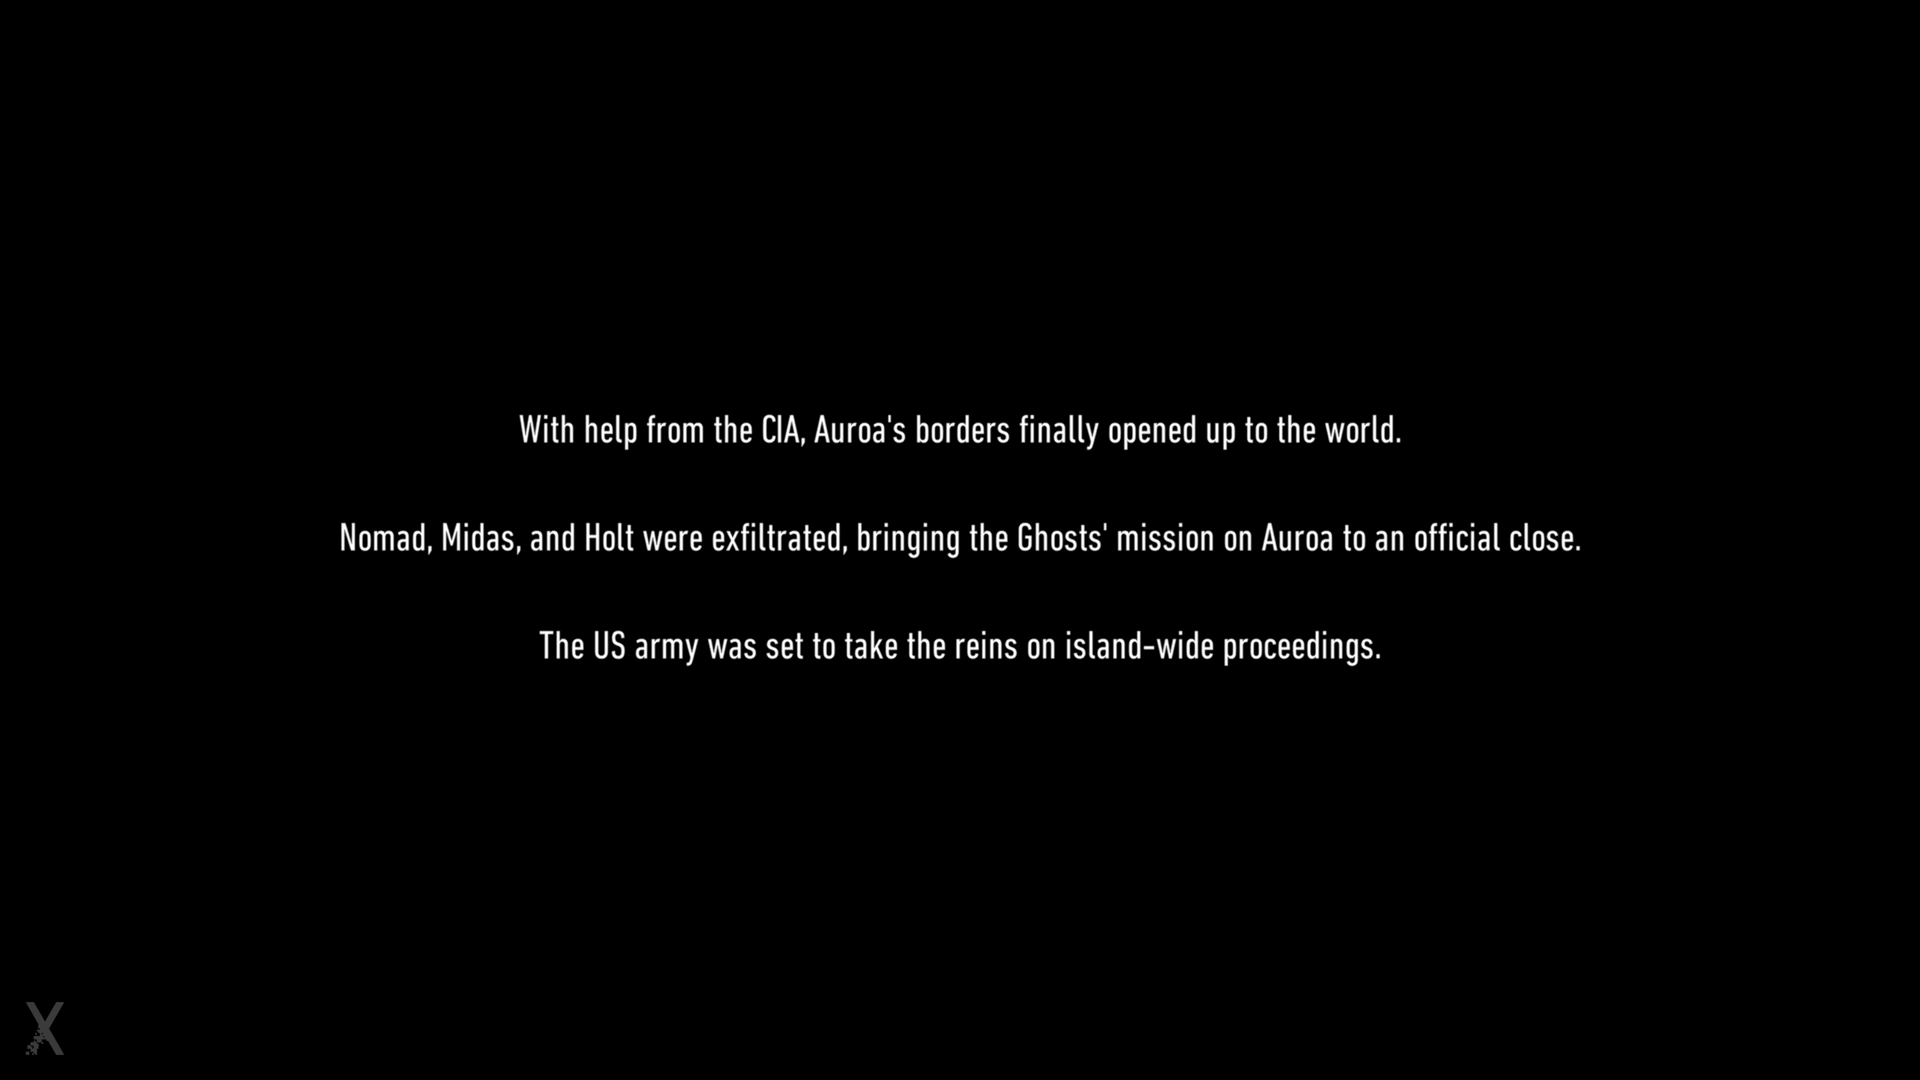 With help from the CIA, Auroa's borders finally opened up to the world.
Nomad, Midas, and Holt were exfiltrated, bringing the Ghosts' mission on Auroa to an official close.
The US army was set to take the reins on island-wide proceedings.
X